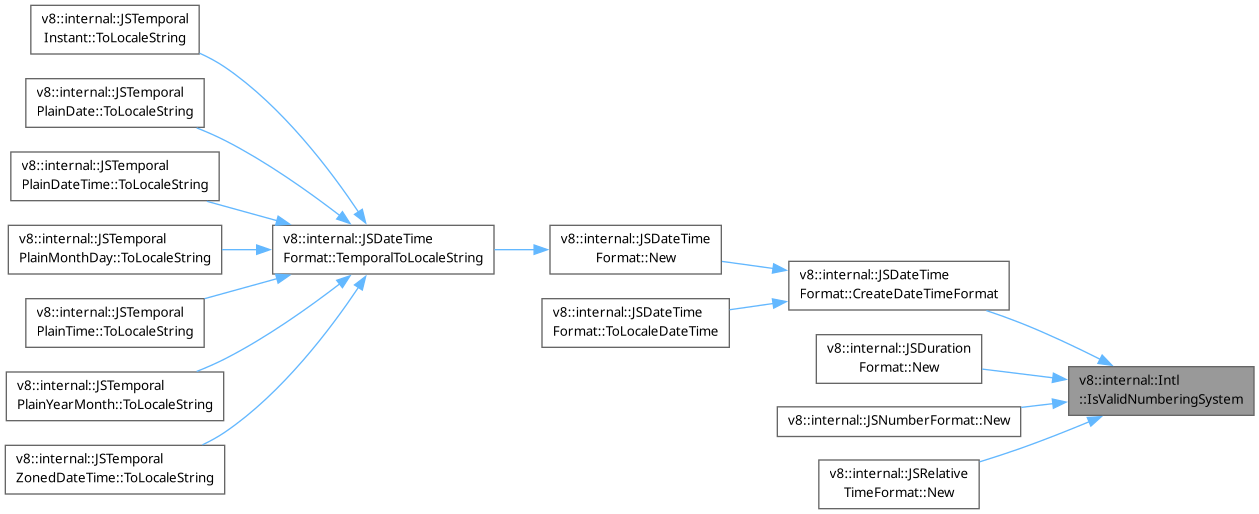 v8::internal::JSTemporal
Instant::ToLocaleString
v8::internal::JSTemporal
PlainDate::ToLocaleString
v8::internal::JSTemporal
PlainDateTime::ToLocaleString
v8::internal::JSTemporal
PlainMonthDay::ToLocaleString
v8::internal::JSTemporal
PlainTime::ToLocaleString
v8::internal::JSTemporal
PlainYearMonth::ToLocaleString
v8::internal::JSTemporal
ZonedDateTime::ToLocaleString
v8::internal::JSDateTime
Format::TemporalToLocaleString
v8::internal::JSDateTime
Format::New
v8::internal::JSDateTime
Format::ToLocaleDateTime
v8::internal::JSDateTime
Format::CreateDateTimeFormat
v8::internal::JSDuration
Format::New
v8::internal::JSNumberFormat::New
v8::internal::JSRelative
TimeFormat::New
v8::internal::Intl
::IsValidNumberingSystem